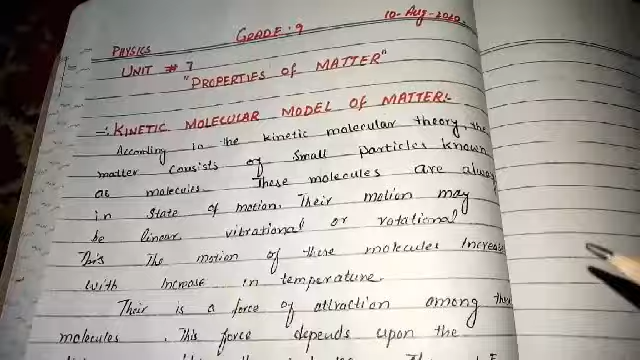 PHYSICS
GRADE: 9
10-Aug-2020
UNIT # 7
"PROPERTIES OF MATTER"
-: KINETIC MOLECULAR MODEL OF MATTER:-
According to the kinetic molecular theory, the
matter consists of small particles known
as molecules. These molecules are always
in state of motion. Their motion may
be linear, vibrational or rotational
This The motion of these molecules Increase
with Increase in temperature.
Their is a force of attraction among these
molecules. This force depends upon the